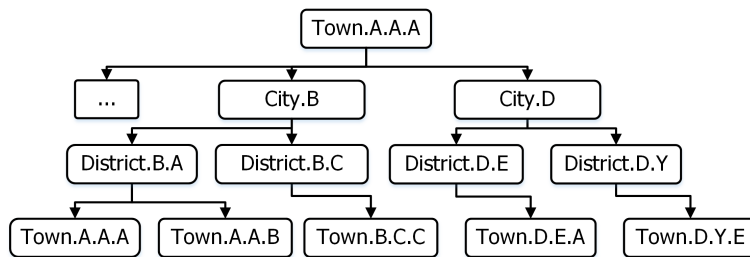 Town.A.A.A
...
City.B
City.D
District.B.A
District.B.C
District.D.E
District.D.Y
Town.A.A.A
Town.A.A.B
Town.B.C.C
Town.D.E.A
Town.D.Y.E